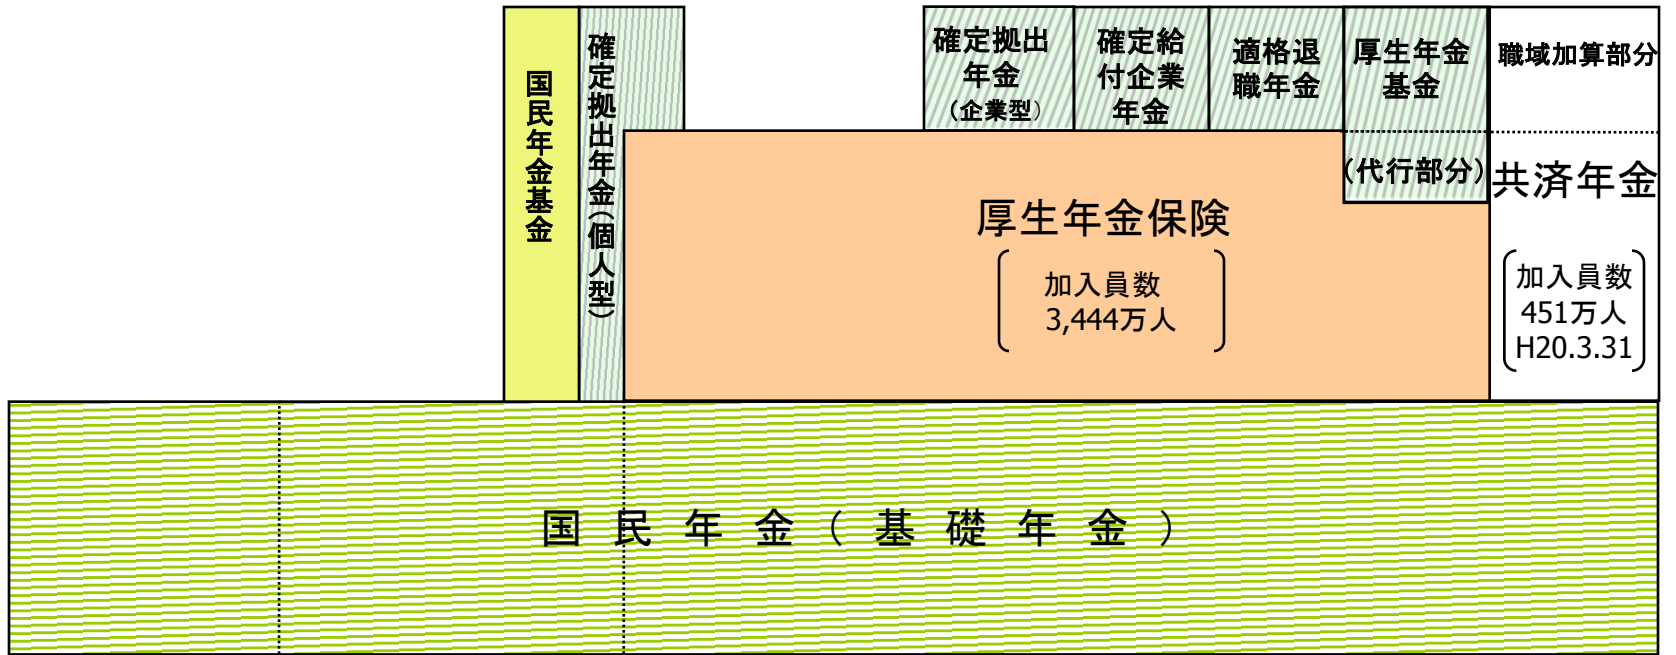 国民年金基金
確定拠出年金(個人型)
確定拠出
年金
(企業型)
確定給
付企業
年金
適格退
職年金
厚生年金
基金
(代行部分)
職域加算部分
共済年金
加入員数
451万人
H20.3.31
厚生年金保険
加入員数
3,444万人
国民年金(基礎年金)